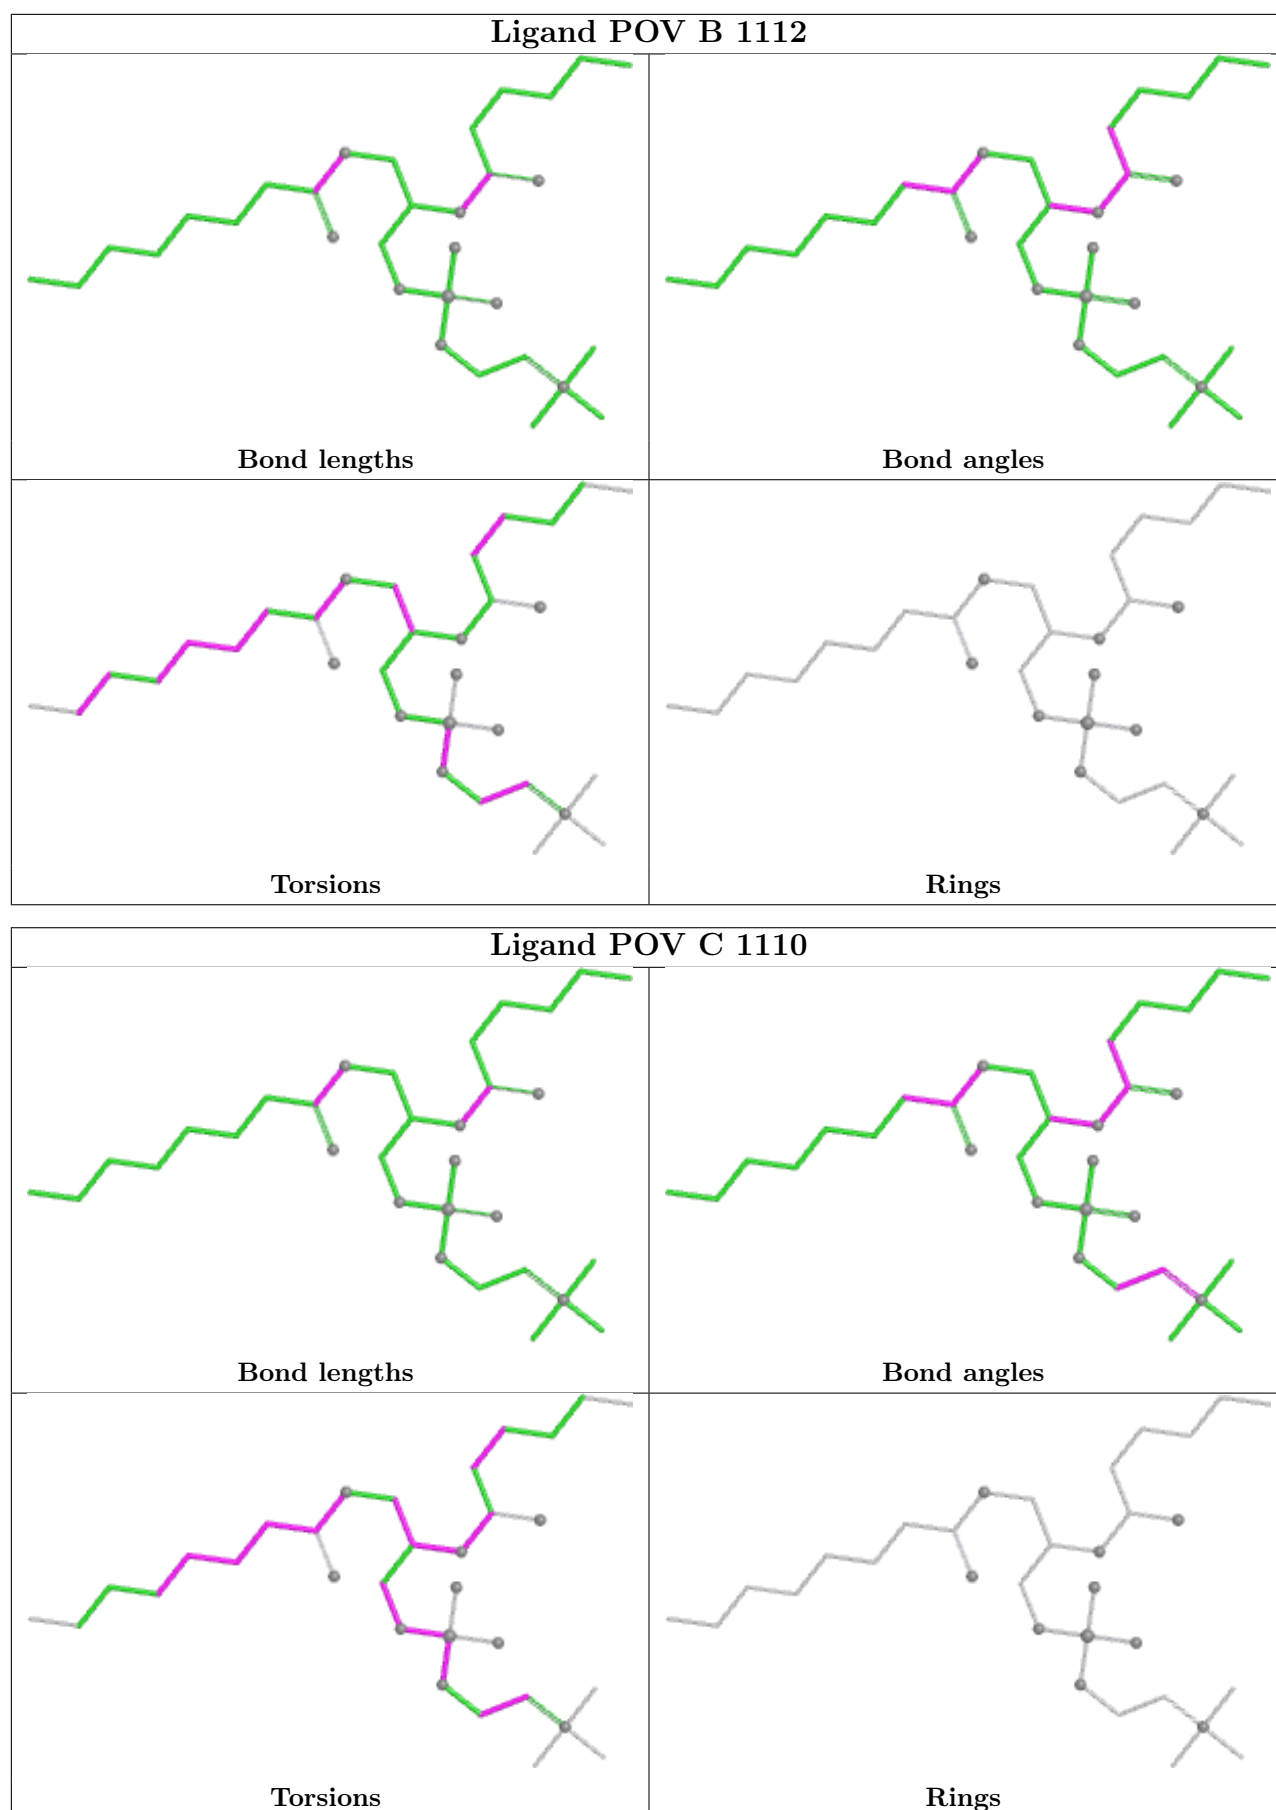 Ligand POV B 1112
Bond lengths
Bond angles
Torsions
Rings
Ligand POV C 1110
Bond lengths
Bond angles
Torsions
Rings